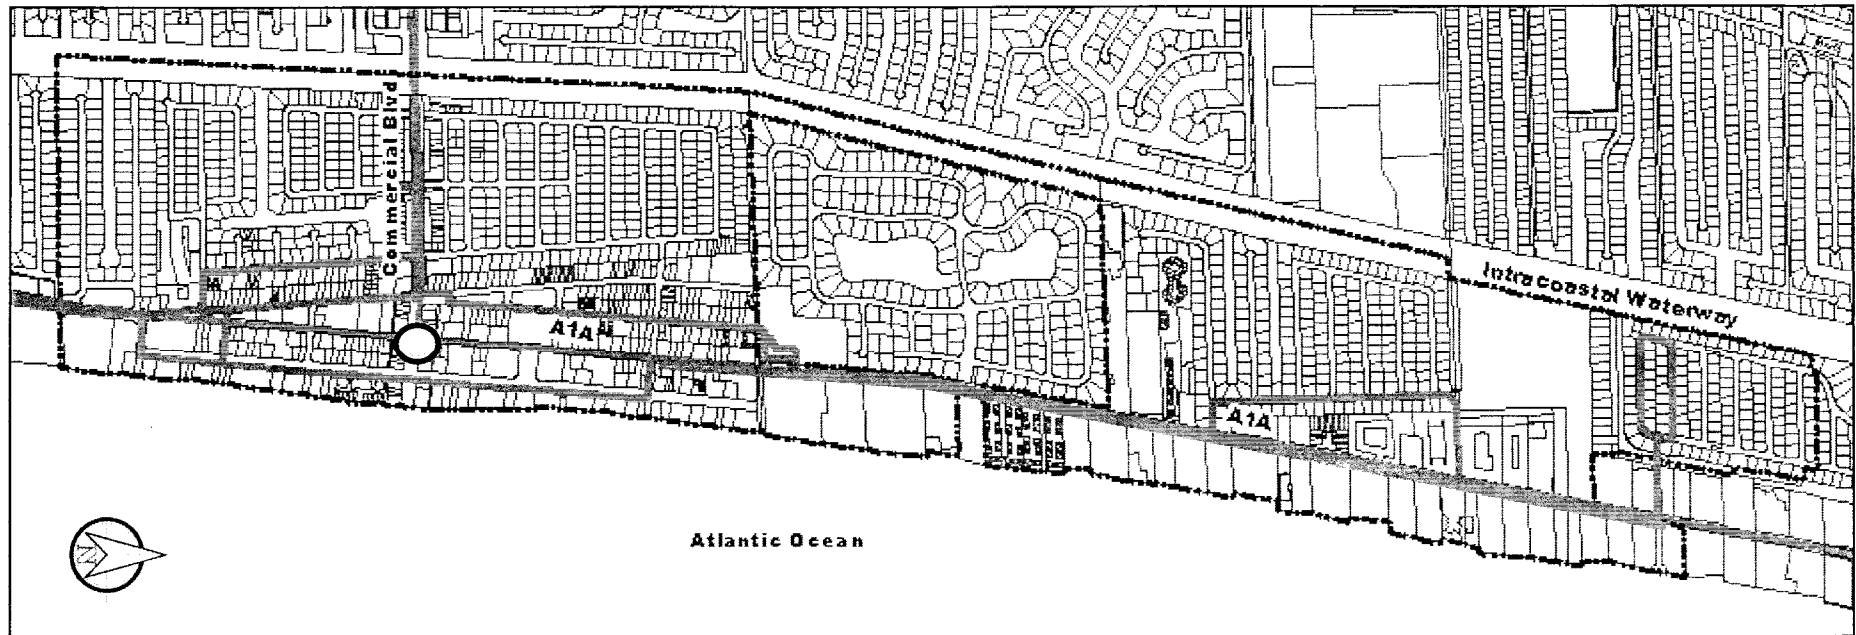 Commercial Blvd
A1A
Intracoastal Waterway
A1A
Atlantic Ocean
N